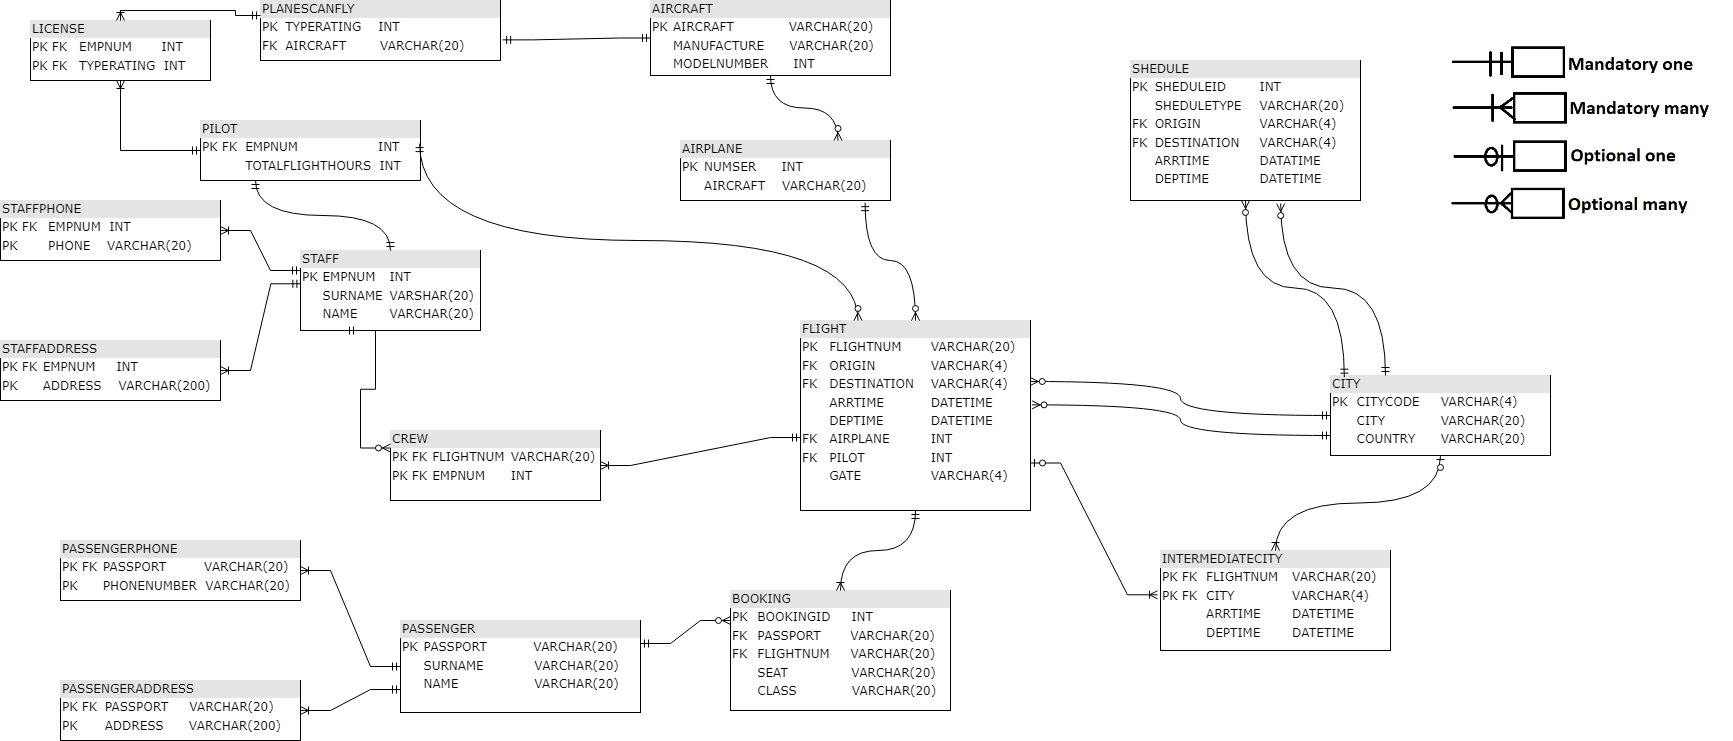 PLANESCANFLY
PK TYPERATING INT
FK AIRCRAFT VARCHAR(20)
AIRCRAFT
PK AIRCRAFT VARCHAR(20)
MANUFACTURE VARCHAR(20)
MODELNUMBER INT
LICENSE
PK FK EMPNUM INT
PK FK TYPERATING INT
SHEDULE
PK SHEDULEID INT
SHEDULETYPE VARCHAR(20)
FK ORIGIN VARCHAR(4)
FK DESTINATION VARCHAR(4)
ARRTIME DATATIME
DEPTIME DATETIME
Mandatory one
Mandatory many
Optional one
Optional many
PILOT
PK FK EMPNUM INT
TOTALFLIGHTHOURS INT
AIRPLANE
PK NUMSER INT
AIRCRAFT VARCHAR(20)
STAFFPHONE
PK FK EMPNUM INT
PK PHONE VARCHAR(20)
STAFF
PK EMPNUM INT
SURNAME VARSHAR(20)
NAME VARCHAR(20)
STAFFADDRESS
PK FK EMPNUM INT
PK ADDRESS VARCHAR(200)
FLIGHT
PK FLIGHTNUM VARCHAR(20)
FK ORIGIN VARCHAR(4)
FK DESTINATION VARCHAR(4)
ARRTIME DATETIME
DEPTIME DATETIME
FK AIRPLANE INT
FK PILOT INT
GATE VARCHAR(4)
CITY
PK CITYCODE VARCHAR(4)
CITY VARCHAR(20)
COUNTRY VARCHAR(20)
CREW
PK FK FLIGHTNUM VARCHAR(20)
PK FK EMPNUM INT
PASSENGERPHONE
PK FK PASSPORT VARCHAR(20)
PK PHONENUMBER VARCHAR(20)
INTERMEDIATECITY
PK FK FLIGHTNUM VARCHAR(20)
PK FK CITY VARCHAR(4)
ARRTIME DATETIME
DEPTIME DATETIME
BOOKING
PK BOOKINGID INT
FK PASSPORT VARCHAR(20)
FK FLIGHTNUM VARCHAR(20)
SEAT VARCHAR(20)
CLASS VARCHAR(20)
PASSENGER
PK PASSPORT VARCHAR(20)
SURNAME VARCHAR(20)
NAME VARCHAR(20)
PASSENGERADDRESS
PK FK PASSPORT VARCHAR(20)
PK ADDRESS VARCHAR(200)